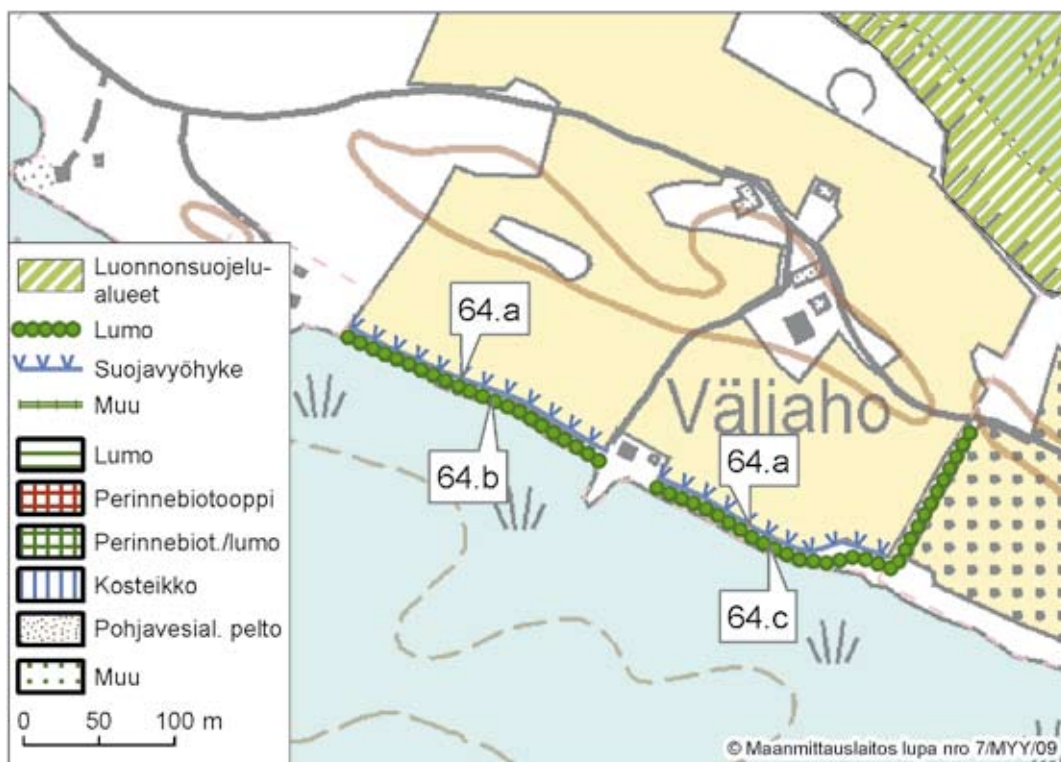 64.a
64.b
Väliaho
64.a
64.c
Luonnonsuojelu-
alueet
Lumo
Suojavyöhyke
Muu
Lumo
Perinnebiotooppi
Perinnebiot./lumo
Kosteikko
Pohjavesial. pelto
Muu
0 50 100 m
© Maanmittauslaitos lupa nro 7/MYY/09